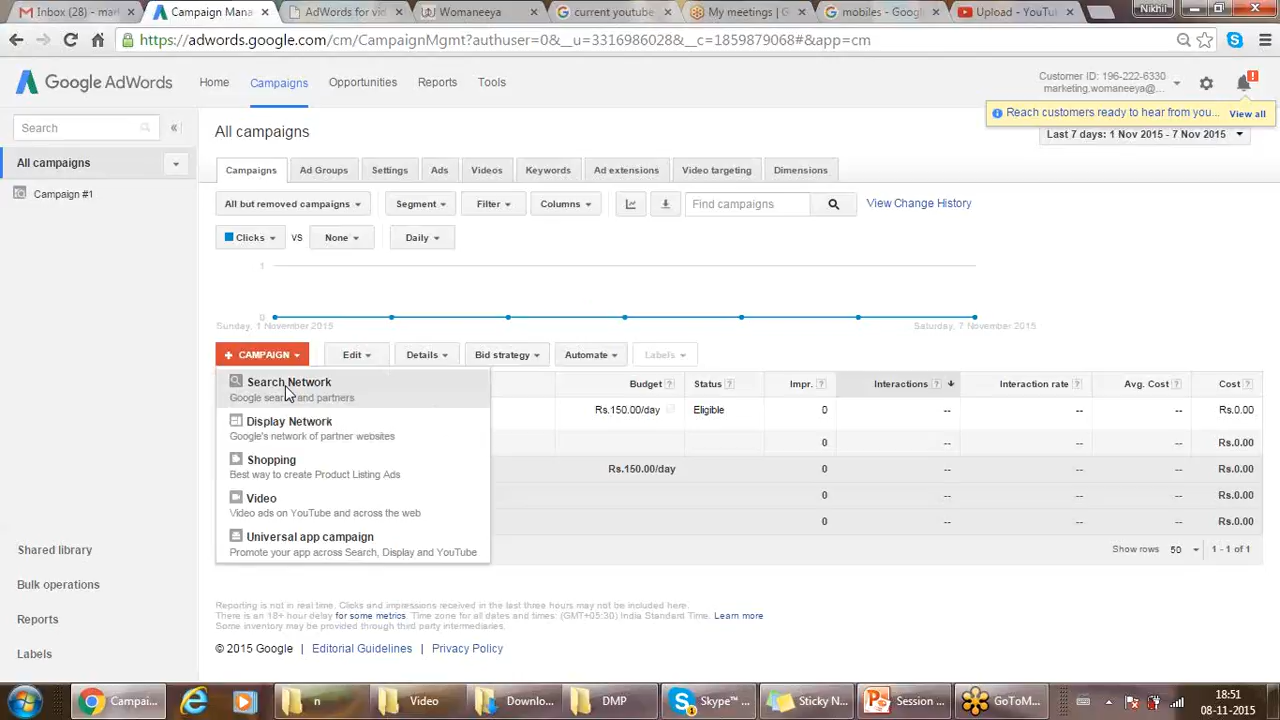 Inbox (218) - mar
Campaign Mana
AdWords for vid
Womaneeya
current youtube
My meetings | G
mobiles - Google
Upload - YouTu
Nikhil
https://adwords.google.com/cm/CampaignMgmt?authuser=0&__u=3316986028&__c=1859879068#&app=cm
Google AdWords
Home
Campaigns
Opportunities
Reports
Tools
Customer ID: 196-222-6330
marketing.womaneeya@...
Reach customers ready to hear from you... View all
Search
All campaigns
Last 7 days: 1 Nov 2015 - 7 Nov 2015
All campaigns
Campaign #1
Campaigns
Ad Groups
Settings
Ads
Videos
Keywords
Ad extensions
Video targeting
Dimensions
All but removed campaigns
Segment
Filter
Columns
Find campaigns
View Change History
Clicks
VS
None
Daily
1
0
Sunday, 1 November 2015
Saturday, 7 November 2015
+ CAMPAIGN
Edit
Details
Bid strategy
Automate
Labels
Search Network
Google search and partners
Display Network
Google's network of partner websites
Shopping
Best way to create Product Listing Ads
Video
Video ads on YouTube and across the web
Universal app campaign
Promote your app across Search, Display and YouTube
Budget ? Status ? Impr. ? Interactions ? Interaction rate ? Avg. Cost ? Cost ?
Rs.150.00/day Eligible 0 -- -- -- Rs.0.00
0 -- -- -- Rs.0.00
Rs.150.00/day 0 -- -- -- Rs.0.00
0 -- -- -- Rs.0.00
0 -- -- -- Rs.0.00
Show rows 50 1 - 1 of 1
Shared library
Bulk operations
Reports
Labels
Reporting is not in real time. Clicks and impressions received in the last three hours may not be included here.
There is an 18+ hour delay for some metrics. Time zone for all dates and times: (GMT+05:30) India Standard Time. Learn more
Some inventory may be provided through third party intermediaries.
© 2015 Google | Editorial Guidelines | Privacy Policy
Campai...
n
Video
Downlo...
DMP
Skype™ ...
Sticky N...
Session ...
GoToM...
18:51
08-11-2015